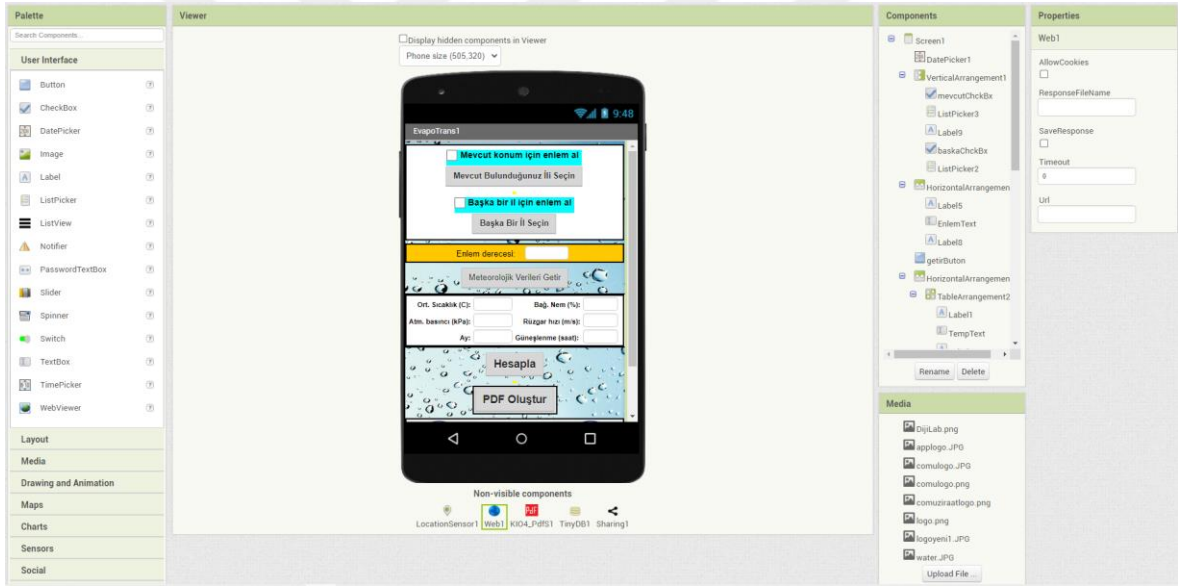 Palette
Search Components...
User Interface
Button
CheckBox
DatePicker
Image
Label
ListPicker
ListView
Notifier
PasswordTextBox
Slider
Spinner
Switch
TextBox
TimePicker
WebViewer
Layout
Media
Drawing and Animation
Maps
Charts
Sensors
Social
Viewer
Display hidden components in Viewer
Phone size (505,320)
9:48
EvapoTrans1
Mevcut konum için enlem al
Mevcut Bulunduğunuz İli Seçin
Başka bir il için enlem al
Başka Bir İl Seçin
Enlem derecesi:
Meteorolojik Verileri Getir
Ort. Sıcaklık (C): Bağ. Nem (%):
Atm. basıncı (kPa): Rüzgar hızı (m/s):
Ay: Güneşlenme (saat):
Hesapla
PDF Oluştur
Non-visible components
LocationSensor1 Web1 KIO4_PdfS1 TinyDB1 Sharing1
Components
Screen1
DatePicker1
VerticalArrangement1
mevcutChckBx
ListPicker3
Label9
baskaChckBx
ListPicker2
HorizontalArrangemen
Label5
EnlemText
Label8
getirButon
HorizontalArrangemen
TableArrangement2
Label1
TempText
Rename Delete
Media
DijiLab.png
applogo.JPG
comulogo.JPG
comulogo.png
comuziraatlogo.png
logo.png
logoyeni1.JPG
water.JPG
Upload File ...
Properties
Web1
AllowCookies
ResponseFileName
SaveResponse
Timeout
0
Url